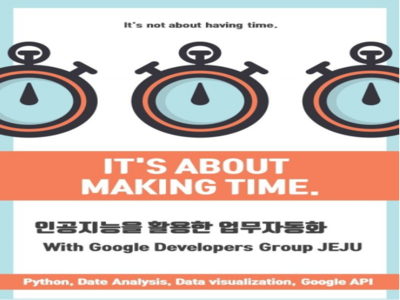 It's not about having time.
IT'S ABOUT
MAKING TIME.
인공지능을 활용한 업무자동화
With Google Developers Group JEJU
Python, Date Analysis, Data visualization, Google API